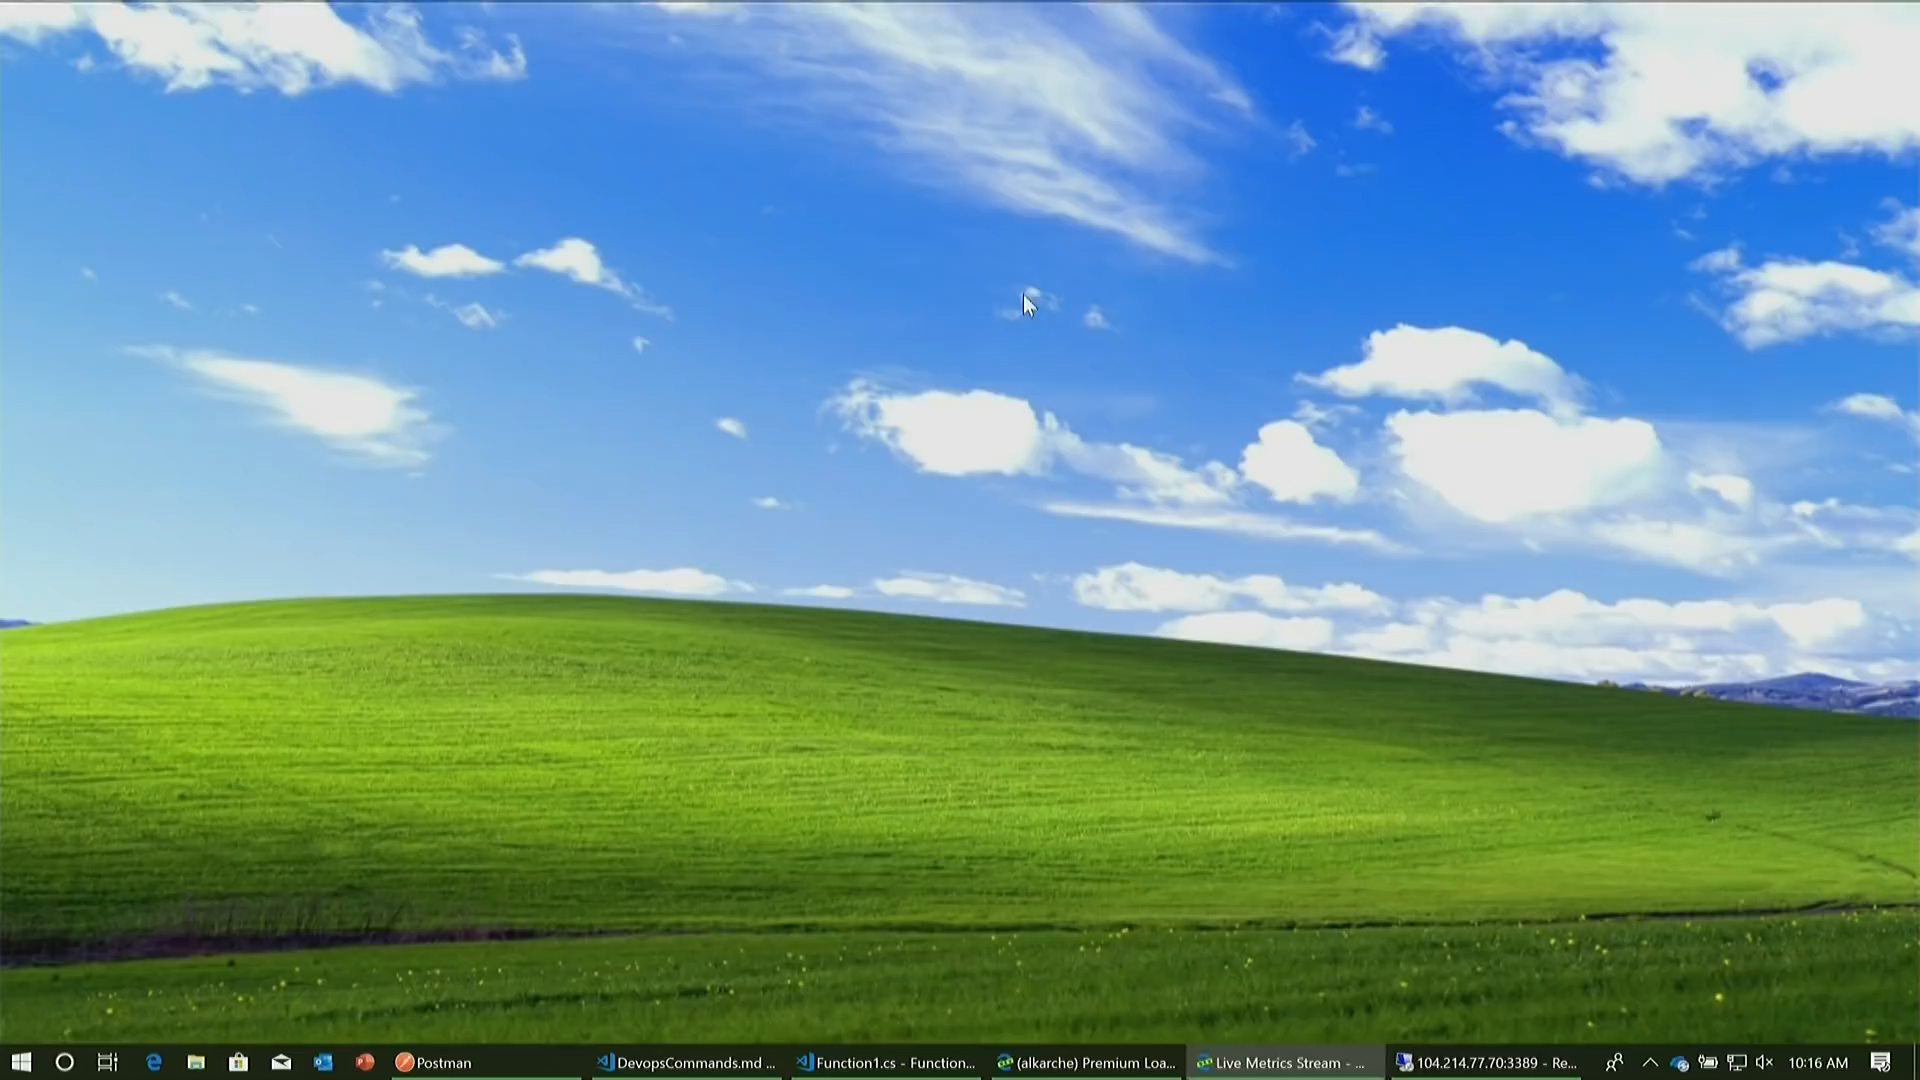 Postman
DevopsCommands.md ...
Function1.cs - Function...
(alkarche) Premium Loa...
Live Metrics Stream - ...
104.214.77.70:3389 - Re...
10:16 AM